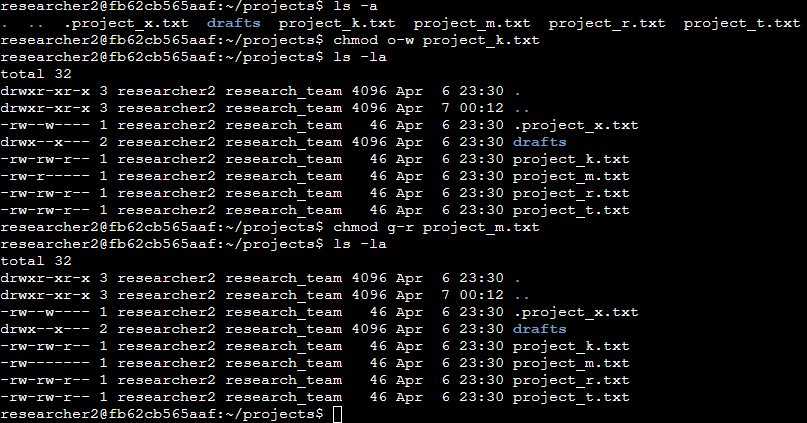 researcher2@fb62cb565aaf:~/projects$ ls -a
.  ..  .project_x.txt  drafts  project_k.txt  project_m.txt  project_r.txt  project_t.txt
researcher2@fb62cb565aaf:~/projects$ chmod o-w project_k.txt
researcher2@fb62cb565aaf:~/projects$ ls -la
total 32
drwxr-xr-x 3 researcher2 research_team 4096 Apr  6 23:30 .
drwxr-xr-x 3 researcher2 research_team 4096 Apr  7 00:12 ..
-rw--w---- 1 researcher2 research_team   46 Apr  6 23:30 .project_x.txt
drwx--x--- 2 researcher2 research_team 4096 Apr  6 23:30 drafts
-rw-rw-r-- 1 researcher2 research_team   46 Apr  6 23:30 project_k.txt
-rw-r----- 1 researcher2 research_team   46 Apr  6 23:30 project_m.txt
-rw-rw-r-- 1 researcher2 research_team   46 Apr  6 23:30 project_r.txt
-rw-rw-r-- 1 researcher2 research_team   46 Apr  6 23:30 project_t.txt
researcher2@fb62cb565aaf:~/projects$ chmod g-r project_m.txt
researcher2@fb62cb565aaf:~/projects$ ls -la
total 32
drwxr-xr-x 3 researcher2 research_team 4096 Apr  6 23:30 .
drwxr-xr-x 3 researcher2 research_team 4096 Apr  7 00:12 ..
-rw--w---- 1 researcher2 research_team   46 Apr  6 23:30 .project_x.txt
drwx--x--- 2 researcher2 research_team 4096 Apr  6 23:30 drafts
-rw-rw-r-- 1 researcher2 research_team   46 Apr  6 23:30 project_k.txt
-rw------- 1 researcher2 research_team   46 Apr  6 23:30 project_m.txt
-rw-rw-r-- 1 researcher2 research_team   46 Apr  6 23:30 project_r.txt
-rw-rw-r-- 1 researcher2 research_team   46 Apr  6 23:30 project_t.txt
researcher2@fb62cb565aaf:~/projects$